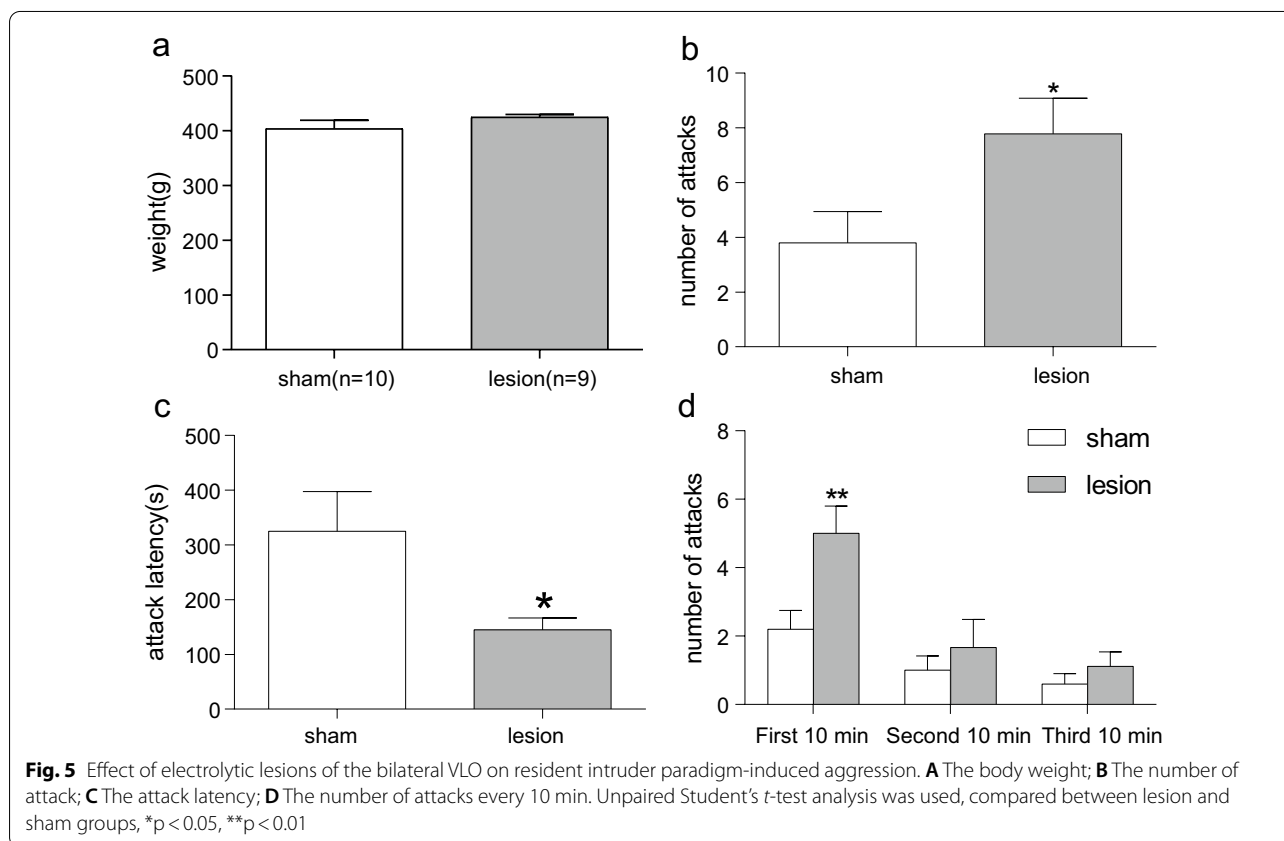 a
500
400
300
200
100
0
weight(g)
sham(n=10) lesion(n=9)
b
10
8
6
4
2
0
number of attacks
*
sham lesion
c
500
400
300
200
100
0
attack latency(s)
*
sham lesion
d
8
6
4
2
0
number of attacks
sham
lesion
**
First 10 min Second 10 min Third 10 min
Fig. 5 Effect of electrolytic lesions of the bilateral VLO on resident intruder paradigm-induced aggression. A The body weight; B The number of
attack; C The attack latency; D The number of attacks every 10 min. Unpaired Student’s t-test analysis was used, compared between lesion and
sham groups, *p < 0.05, **p < 0.01